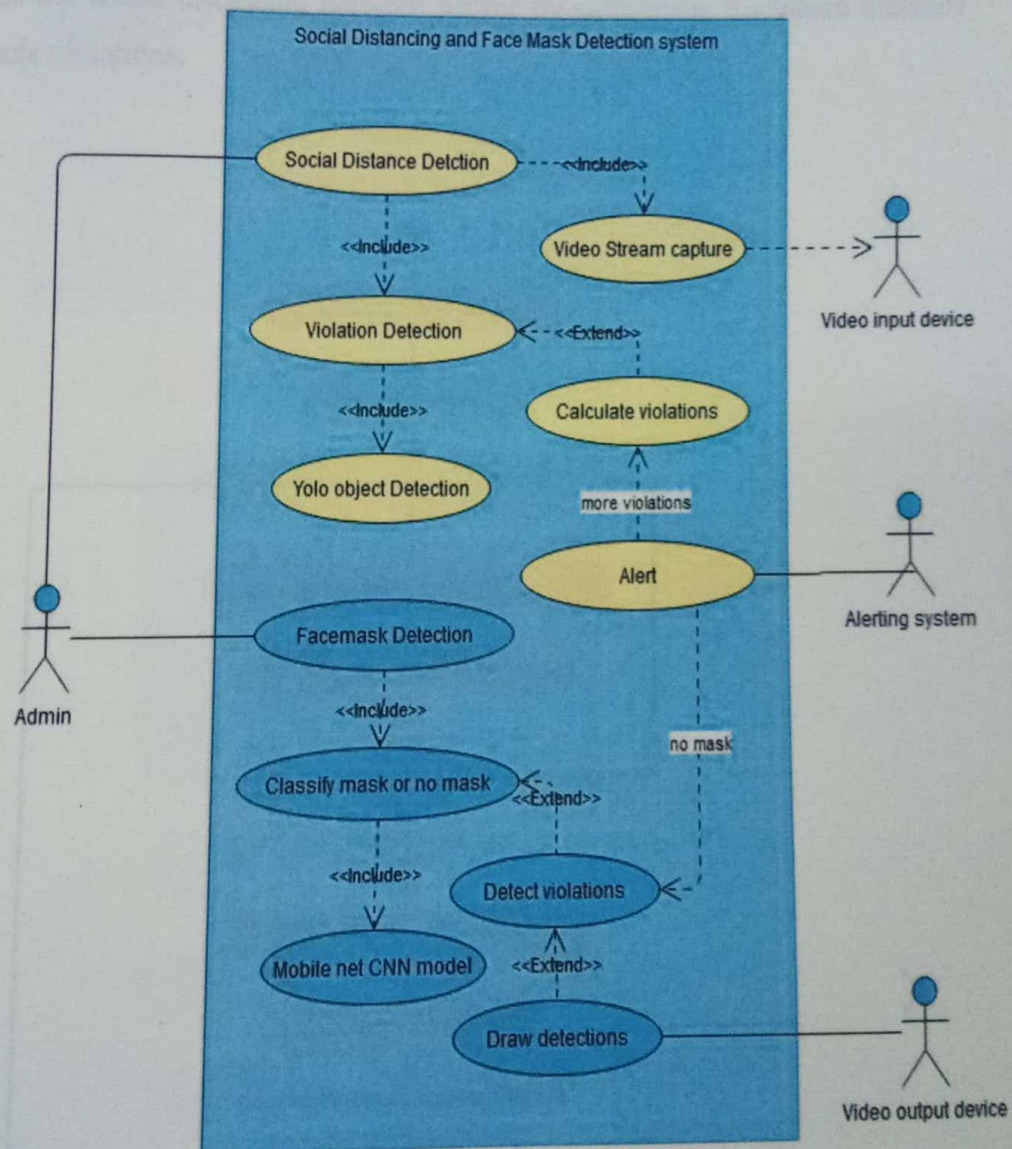 Social Distancing and Face Mask Detection system
Social Distance Detction
<<Include>>
<<Include>>
Video Stream capture
Video input device
Violation Detection
<<Extend>>
<<Include>>
Calculate violations
Yolo object Detection
more violations
Alert
Alerting system
Facemask Detection
Admin
<<Include>>
no mask
Classify mask or no mask
<<Extend>>
<<Include>>
Detect violations
Mobile net CNN model
<<Extend>>
Draw detections
Video output device